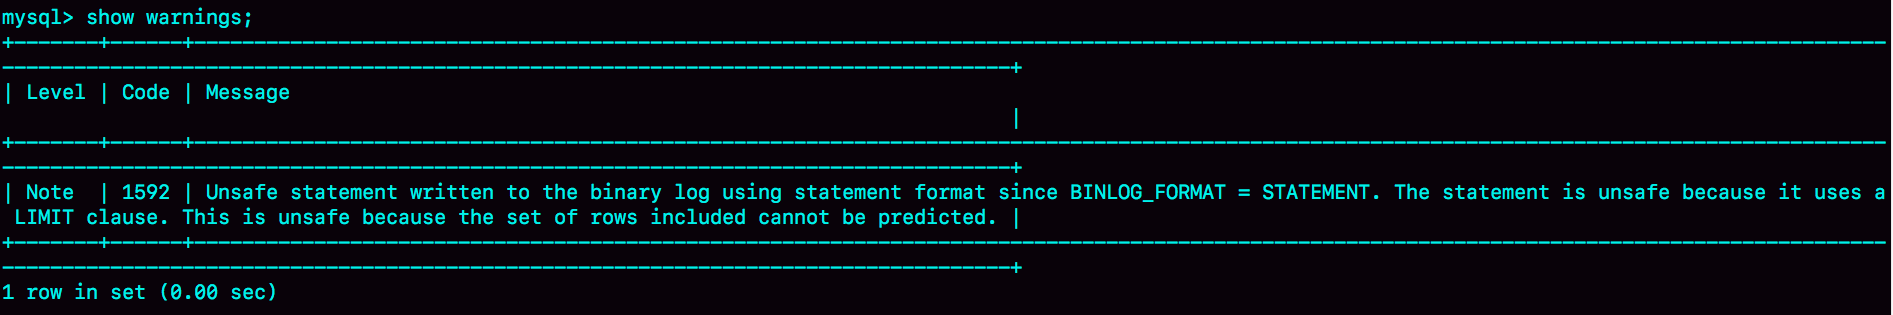 mysql> show warnings;
+-------+------+---------------------------------------------------------------------------------------------------------------------------------------------
------------------------------------------------------------------------------------+
| Level | Code | Message
|
+-------+------+---------------------------------------------------------------------------------------------------------------------------------------------
------------------------------------------------------------------------------------+
| Note  | 1592 | Unsafe statement written to the binary log using statement format since BINLOG_FORMAT = STATEMENT. The statement is unsafe because it uses a
LIMIT clause. This is unsafe because the set of rows included cannot be predicted. |
+-------+------+---------------------------------------------------------------------------------------------------------------------------------------------
------------------------------------------------------------------------------------+
1 row in set (0.00 sec)